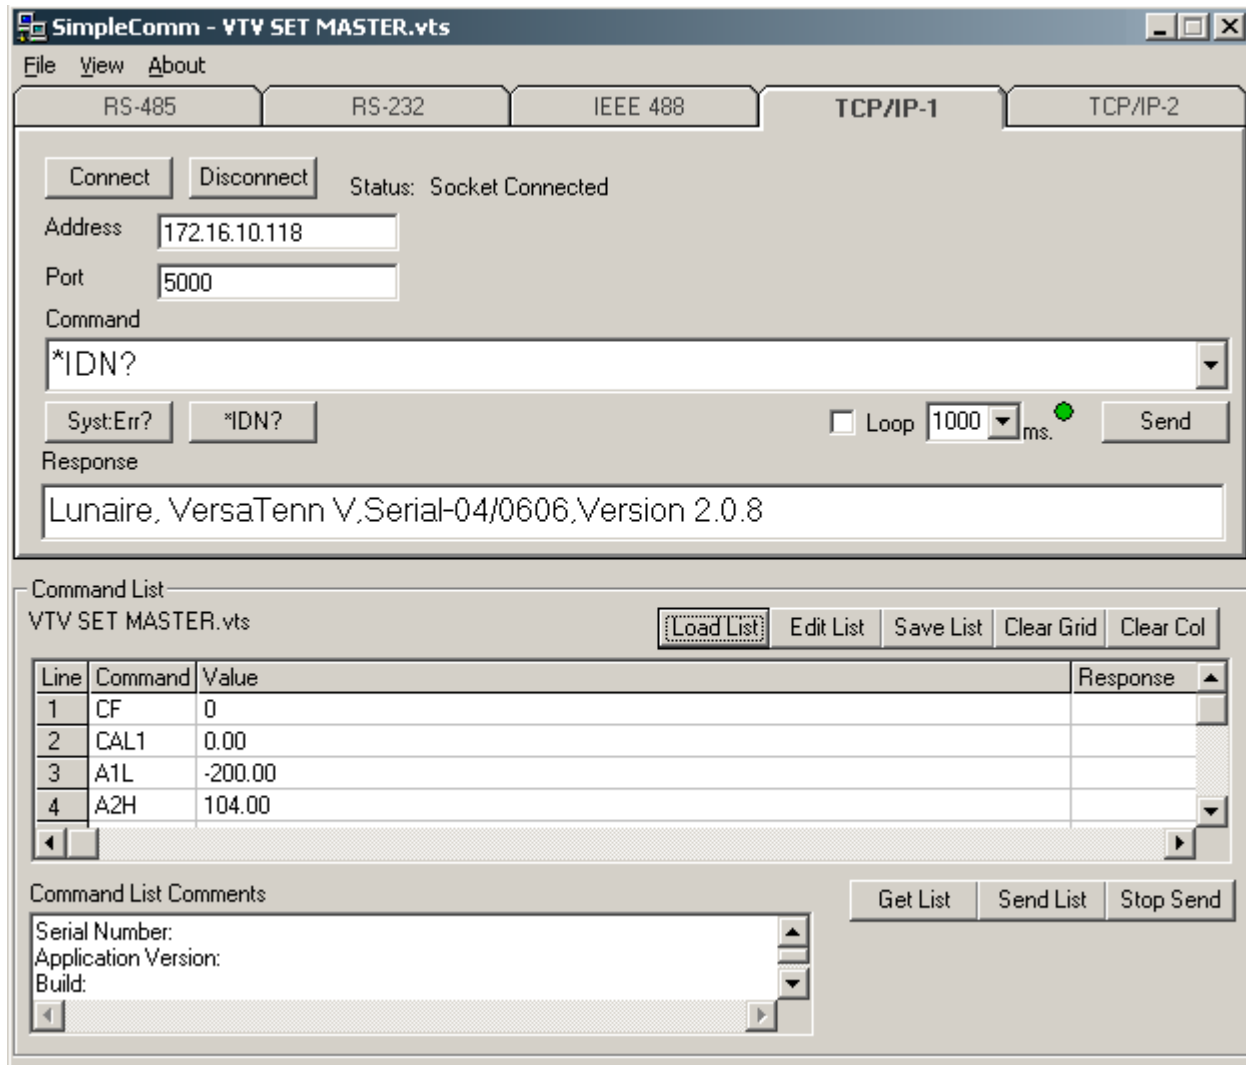 SimpleComm - VTV SET MASTER.vts
File View About
RS-485 RS-232 IEEE 488 TCP/IP-1 TCP/IP-2
Connect Disconnect Status: Socket Connected
Address 172.16.10.118
Port 5000
Command
*IDN?
Syst:Err? *IDN? Loop 1000 ms. Send
Response
Lunaire, VersaTenn V,Serial-04/0606,Version 2.0.8
Command List
VTV SET MASTER.vts
Load List Edit List Save List Clear Grid Clear Col
Line Command Value Response
1 CF 0
2 CAL1 0.00
3 A1L -200.00
4 A2H 104.00
Command List Comments
Get List Send List Stop Send
Serial Number:
Application Version:
Build: